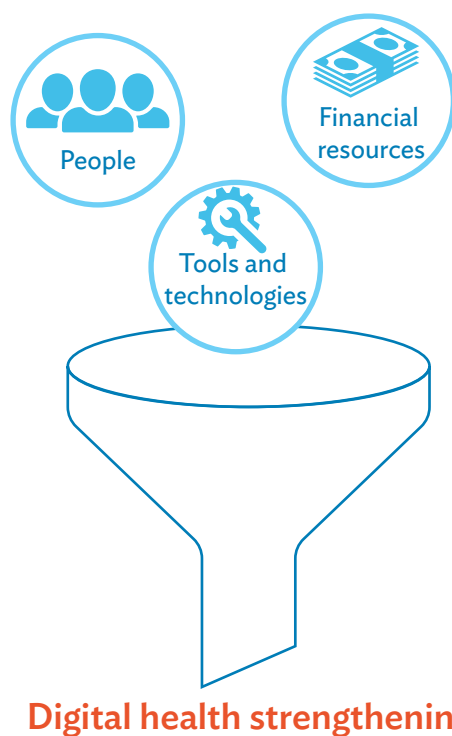 People
Financial
resources
Tools and
technologies
Digital health strengthenin